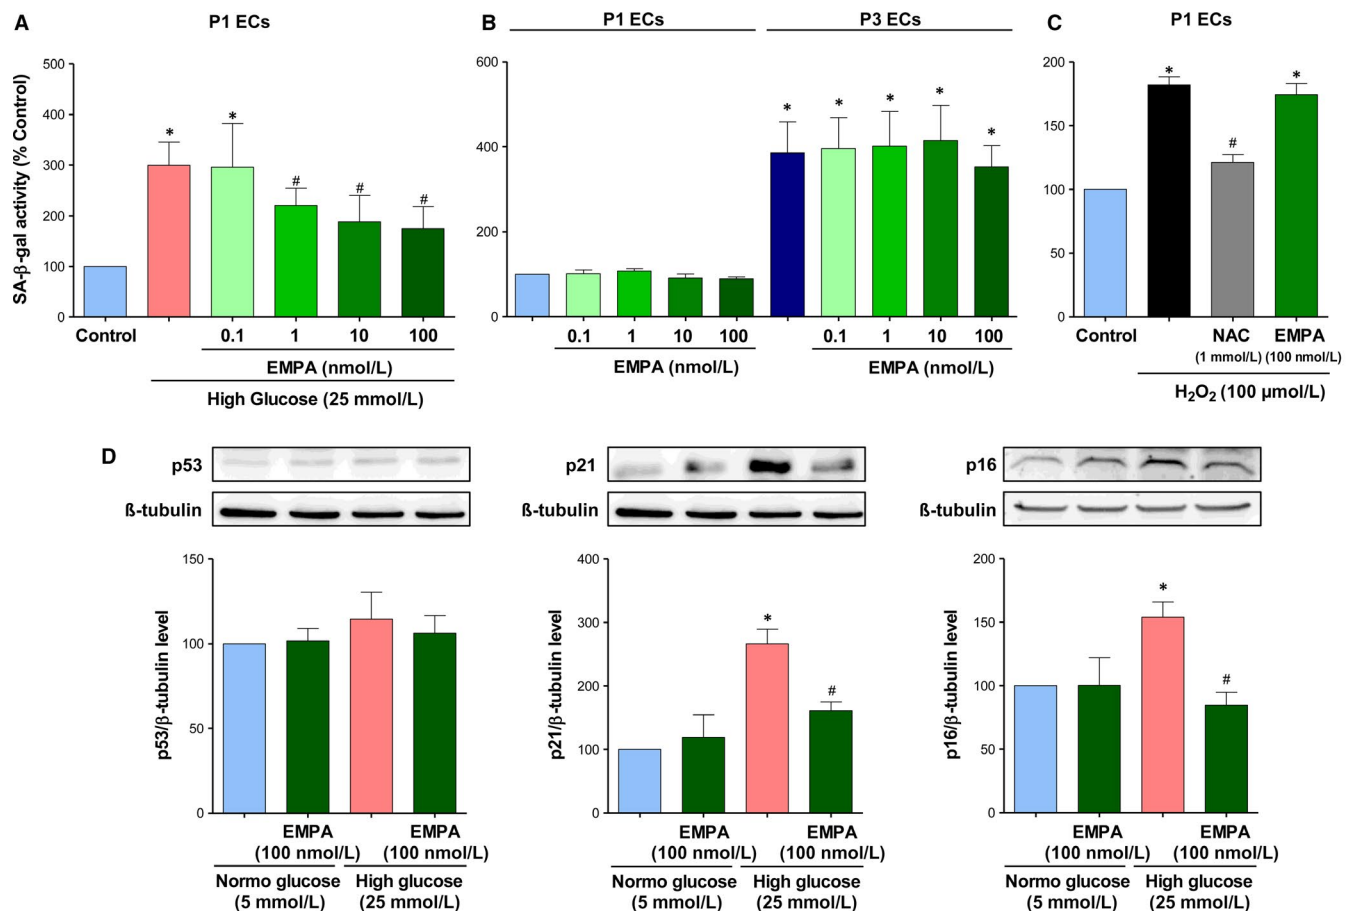 A
P1 ECs
SA-β-gal activity (% Control)
500
400
300
200
100
0
*
*
#
#
#
Control
0.1
1
10
100
EMPA (nmol/L)
High Glucose (25 mmol/L)
B
P1 ECs
P3 ECs
600
400
200
0
*
*
*
*
*
0.1
1
10
100
0.1
1
10
100
EMPA (nmol/L)
EMPA (nmol/L)
C
P1 ECs
200
150
100
50
0
*
#
*
Control
NAC
(1 mmol/L)
EMPA
(100 nmol/L)
H₂O₂ (100 µmol/L)
D
p53
ß-tubulin
p53/β-tubulin level
150
100
50
0
EMPA
(100 nmol/L)
EMPA
(100 nmol/L)
Normo glucose
(5 mmol/L)
High glucose
(25 mmol/L)
p21
ß-tubulin
p21/β-tubulin level
400
300
200
100
0
*
#
EMPA
(100 nmol/L)
EMPA
(100 nmol/L)
Normo glucose
(5 mmol/L)
High glucose
(25 mmol/L)
p16
ß-tubulin
p16/β-tubulin level
200
150
100
50
0
*
#
EMPA
(100 nmol/L)
EMPA
(100 nmol/L)
Normo glucose
(5 mmol/L)
High glucose
(25 mmol/L)